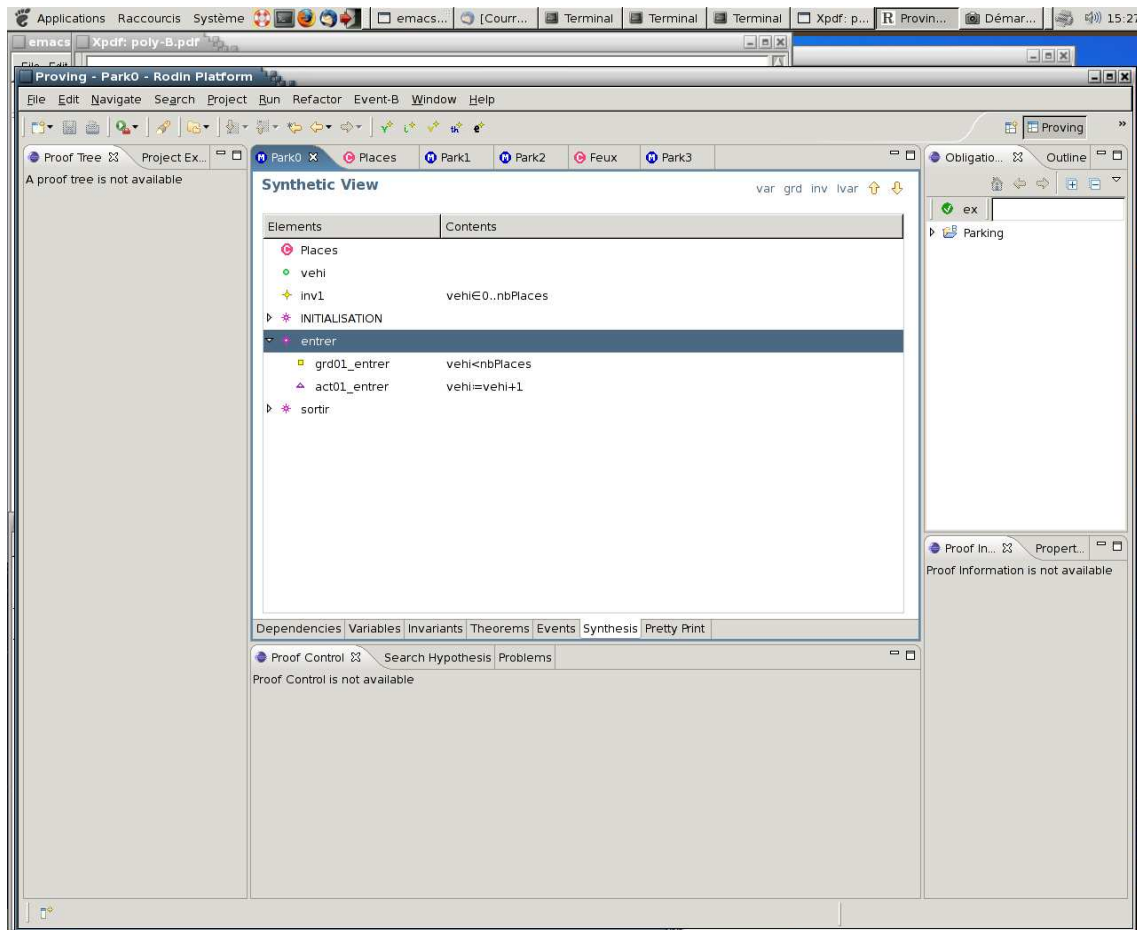 Applications Raccourcis Système emacs... [Courr... Terminal Terminal Terminal Xpdf: p... R Provin... Démar... 15:27
emacs Xpdf: poly-B.pdf
Proving - Park0 - Rodin Platform
File Edit Navigate Search Project Run Refactor Event-B Window Help
Proving »
Proof Tree Project Ex... Park0 Places Park1 Park2 Feux Park3 Obligatio... Outline
A proof tree is not available
Synthetic View var grd inv lvar
ex
Elements Contents
Parking
Places
vehi
inv1 vehi∈0‥nbPlaces
INITIALISATION
entrer
grd01_entrer vehi<nbPlaces
act01_entrer vehi≔vehi+1
sortir
Proof In... Propert...
Proof Information is not available
Dependencies Variables Invariants Theorems Events Synthesis Pretty Print
Proof Control Search Hypothesis Problems
Proof Control is not available